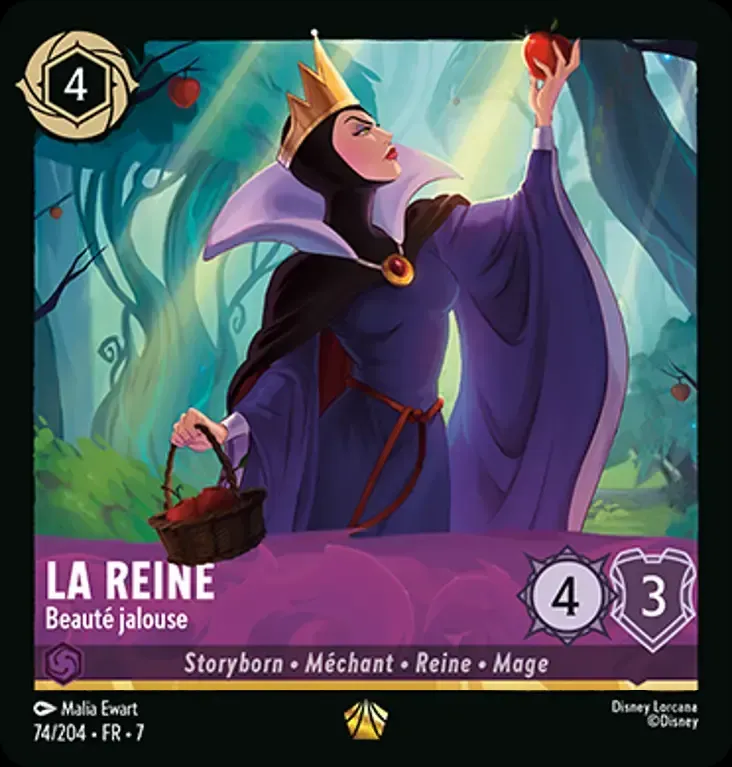 4
LA REINE
Beauté jalouse
4 3
Storyborn • Méchant • Reine • Mage
Malia Ewart
74/204 • FR • 7
Disney Lorcana
©Disney